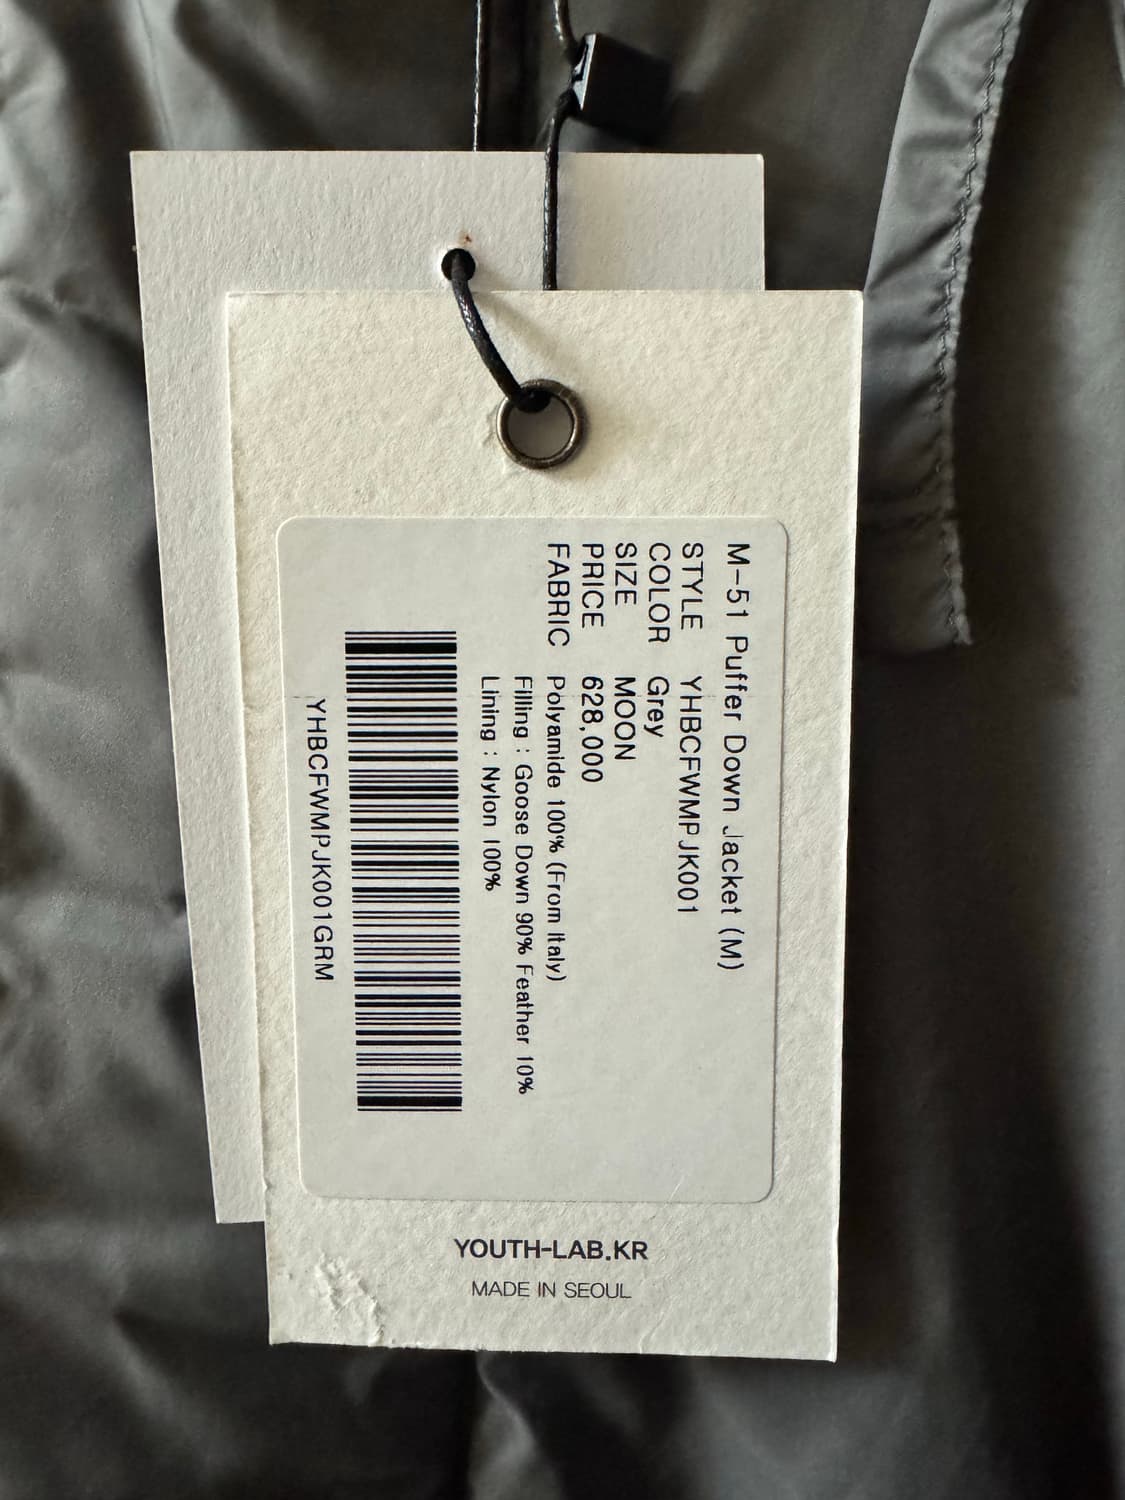 M-51 Puffer Down Jacket (M)
STYLE YHBCFWMPJK001
COLOR Grey
SIZE MOON
PRICE 628,000
FABRIC Polyamide 100% (From Italy)
Filling : Goose Down 90% Feather 10%
Lining : Nylon 100%
YHBCFWMPJK001GRM
YOUTH-LAB.KR
MADE IN SEOUL